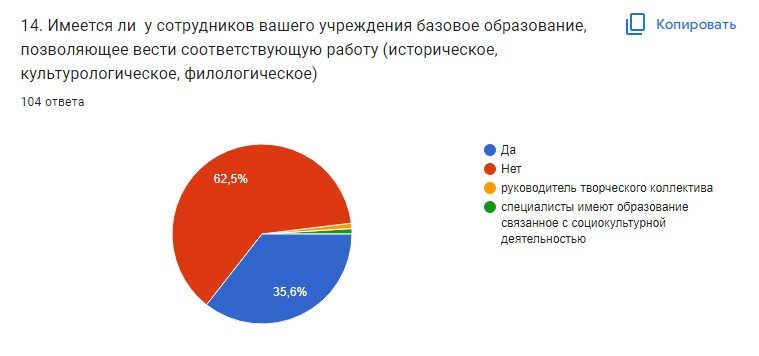 14. Имеется ли у сотрудников вашего учреждения базовое образование,
позволяющее вести соответствующую работу (историческое,
культурологическое, филологическое)
Копировать
104 ответа
62,5%
35,6%
Да
Нет
руководитель творческого коллектива
специалисты имеют образование
связанное с социокультурной
деятельностью